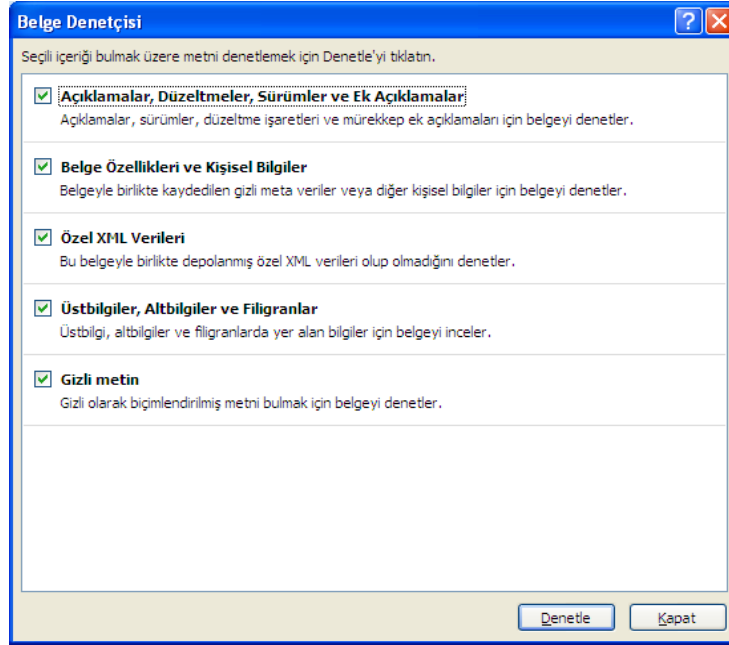 Belge Denetçisi
Seçili içeriği bulmak üzere metni denetlemek için Denetle'yi tıklatın.
Açıklamalar, Düzeltmeler, Sürümler ve Ek Açıklamalar
Açıklamalar, sürümler, düzeltme işaretleri ve mürekkep ek açıklamaları için belgeyi denetler.
Belge Özellikleri ve Kişisel Bilgiler
Belgeyle birlikte kaydedilen gizli meta veriler veya diğer kişisel bilgiler için belgeyi denetler.
Özel XML Verileri
Bu belgeyle birlikte depolanmış özel XML verileri olup olmadığını denetler.
Üstbilgiler, Altbilgiler ve Filigranlar
Üstbilgi, altbilgiler ve filigranlarda yer alan bilgiler için belgeyi inceler.
Gizli metin
Gizli olarak biçimlendirilmiş metni bulmak için belgeyi denetler.
Denetle Kapat